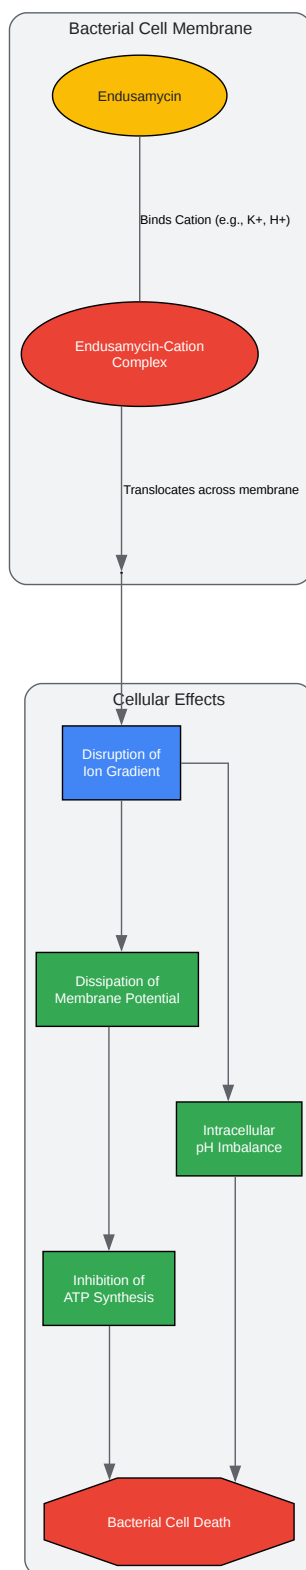 Bacterial Cell Membrane
Endusamycin
Binds Cation (e.g., K+, H+)
Endusamycin-Cation
Complex
Translocates across membrane
Cellular Effects
Disruption of
Ion Gradient
Dissipation of
Membrane Potential
Intracellular
pH Imbalance
Inhibition of
ATP Synthesis
Bacterial Cell Death